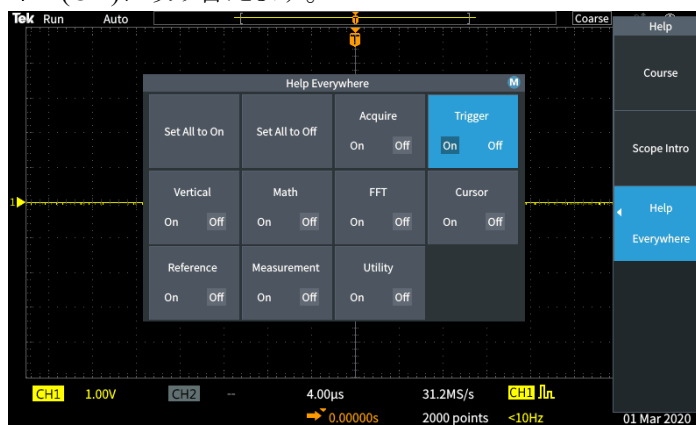 Tek Run Auto Coarse
Help
Course
Scope Intro
Help
Everywhere
Help Everywhere M
Set All to On
Set All to Off
Acquire
On Off
Trigger
On Off
Vertical
On Off
Math
On Off
FFT
On Off
Cursor
On Off
Reference
On Off
Measurement
On Off
Utility
On Off
1
CH1 1.00V CH2 -- 4.00µs 31.2MS/s CH1
0.00000s 2000 points <10Hz 01 Mar 2020